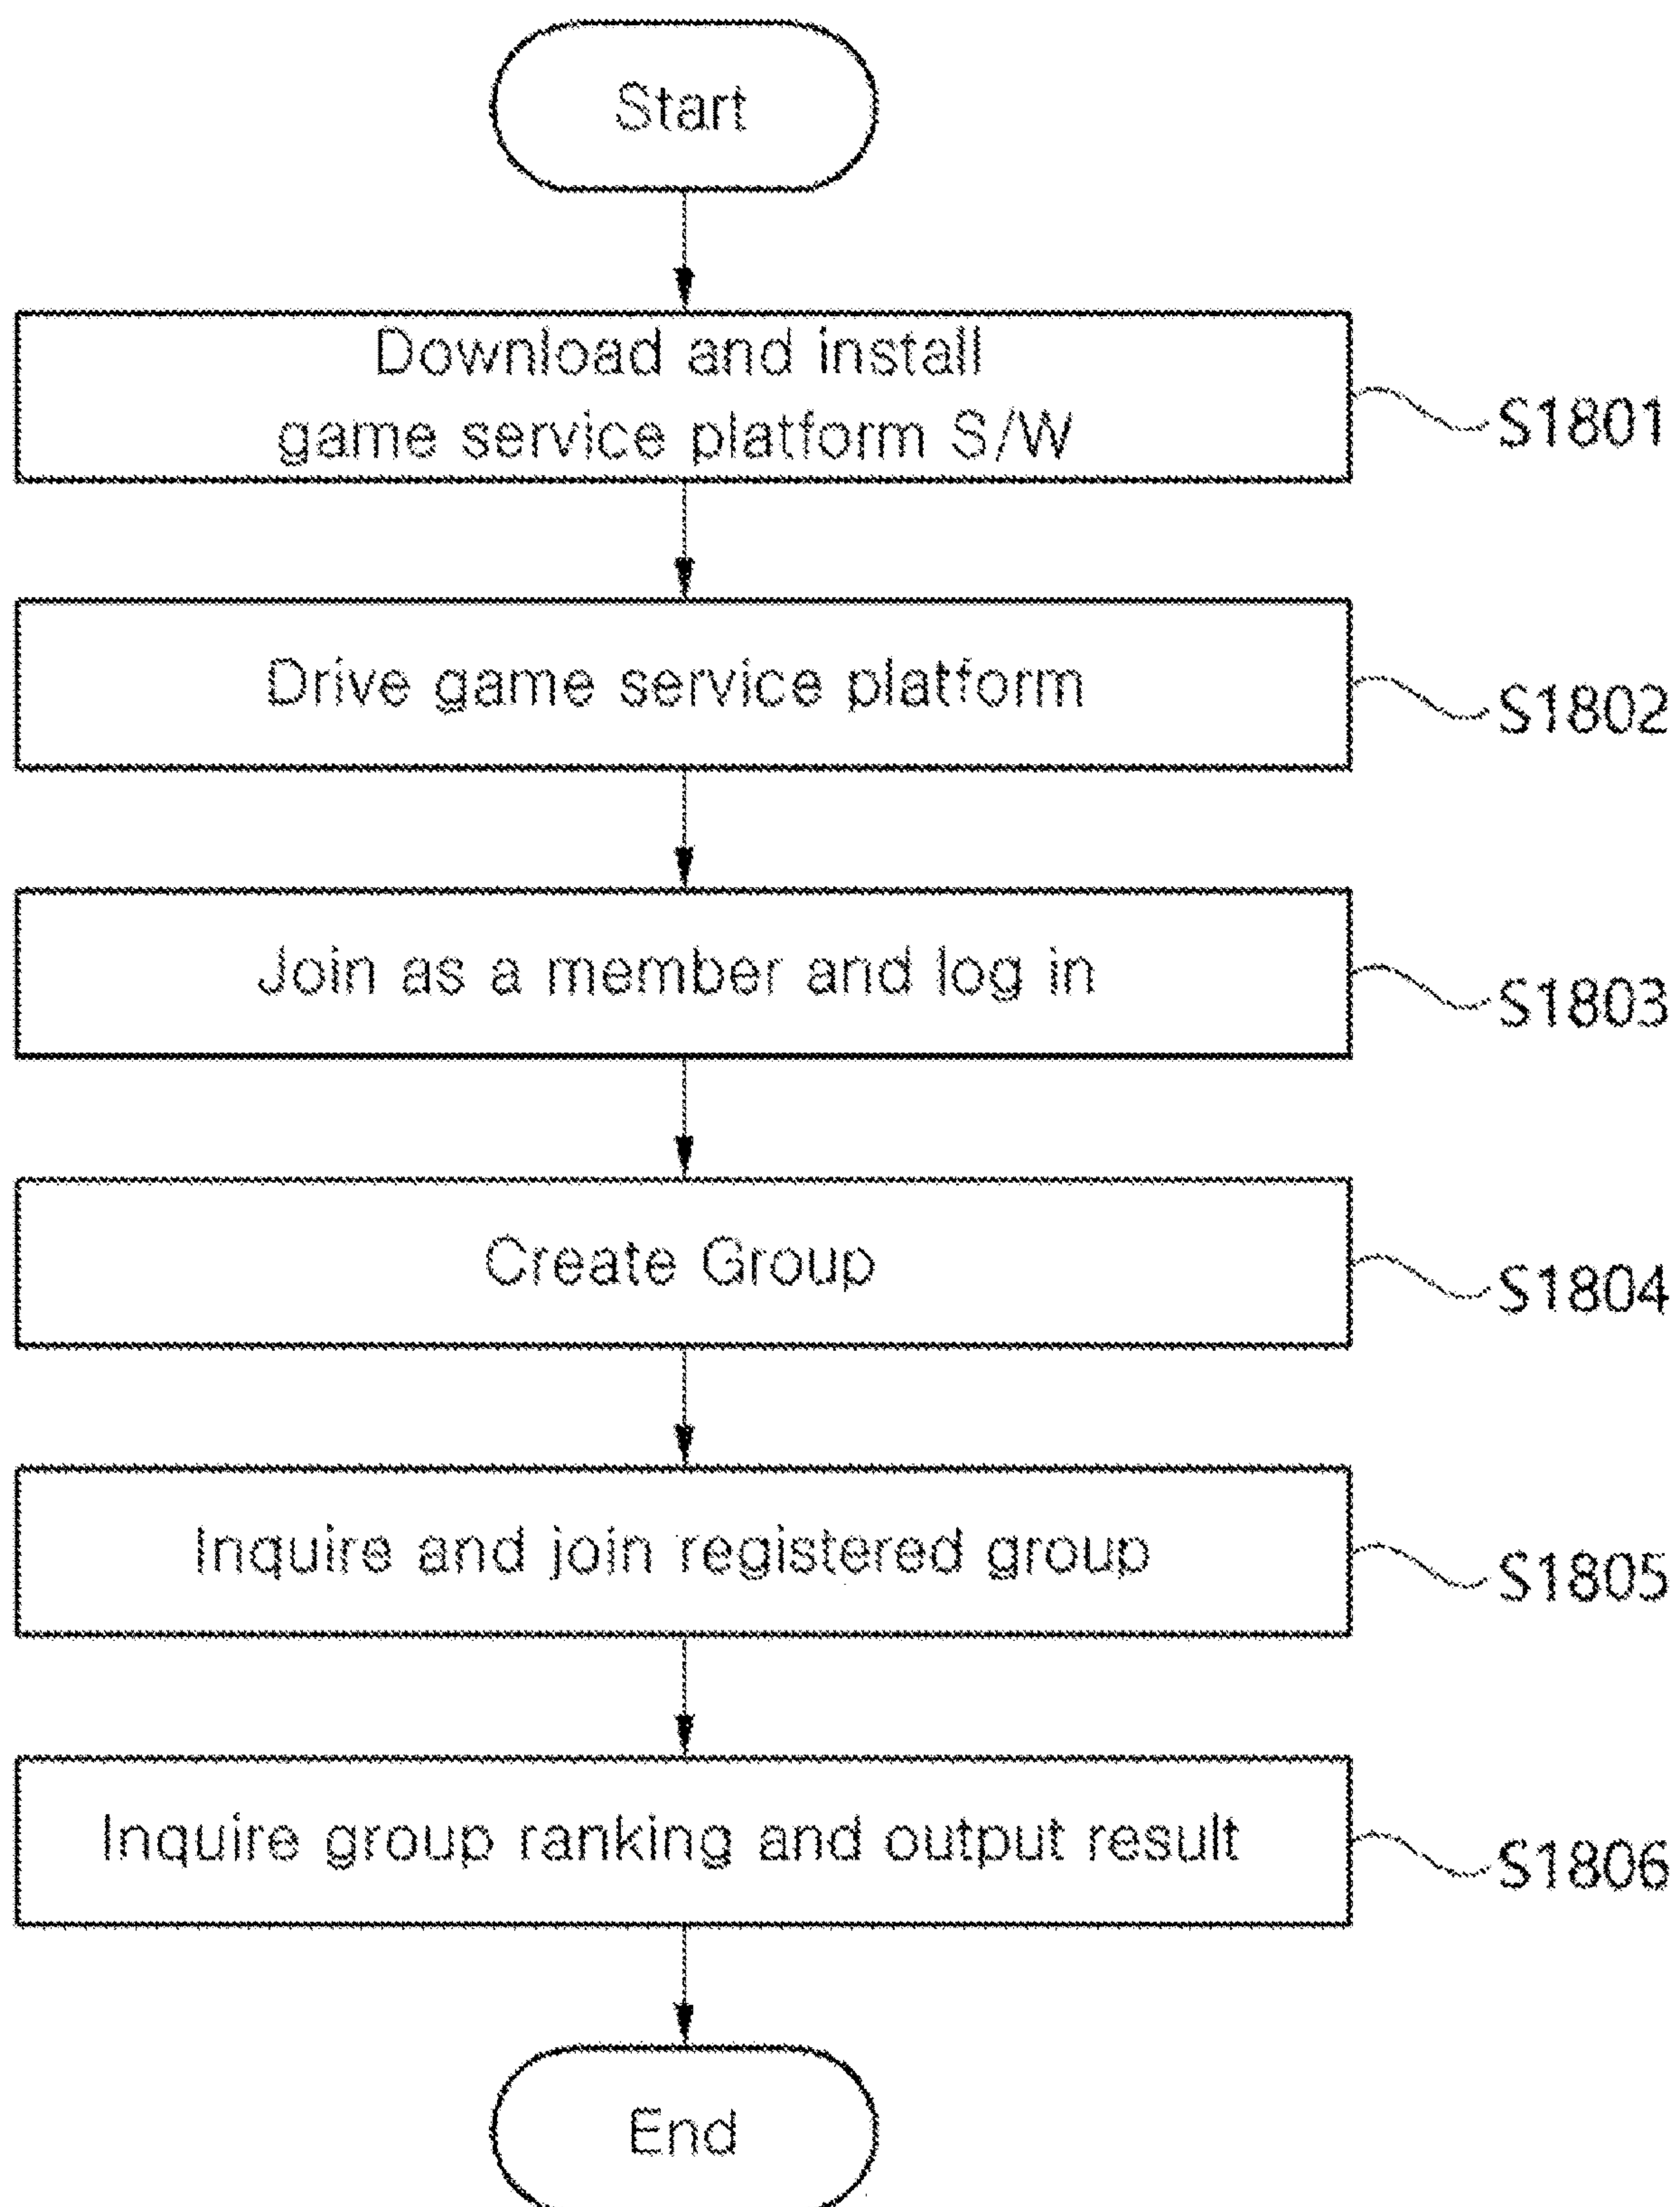 Start
Download and install
game service platform S/W
S1801
Drive game service platform
S1802
Join as a member and log in
S1803
Create Group
S1804
Inquire and join registered group
S1805
Inquire group ranking and output result
S1806
End